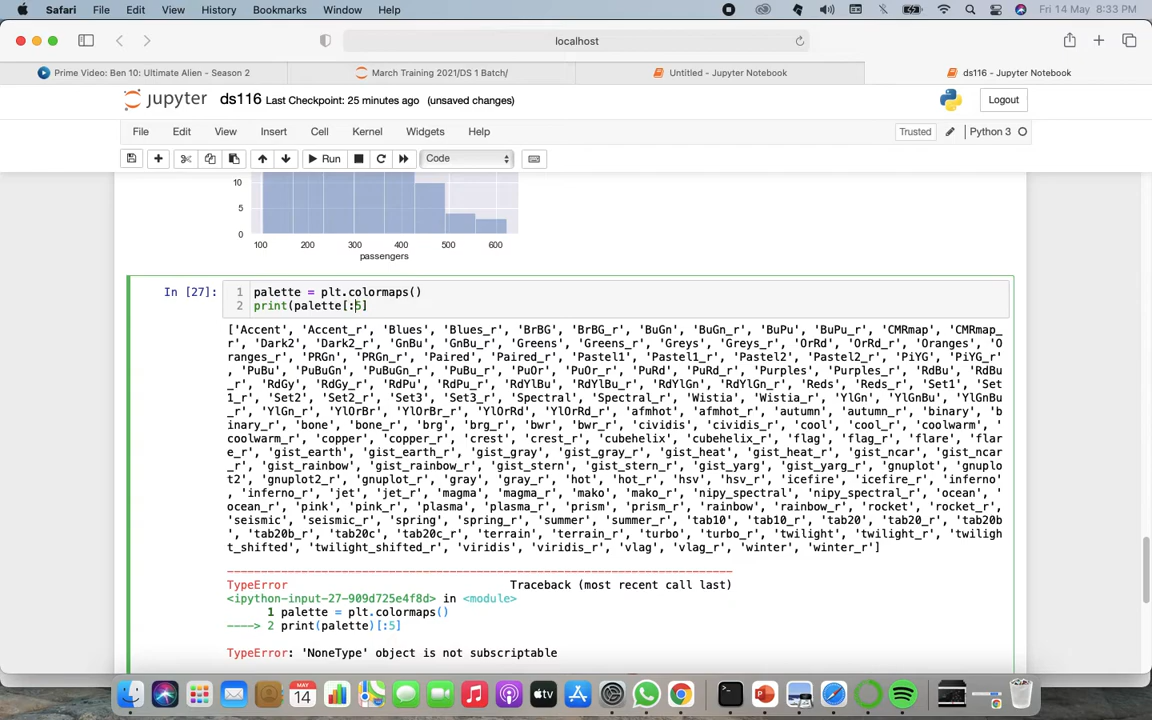 Safari File Edit View History Bookmarks Window Help Fri 14 May 8:33 PM
localhost
Prime Video: Ben 10: Ultimate Alien - Season 2
March Training 2021/DS 1 Batch/
Untitled - Jupyter Notebook
ds116 - Jupyter Notebook
jupyter ds116 Last Checkpoint: 25 minutes ago (unsaved changes) Logout
File Edit View Insert Cell Kernel Widgets Help Trusted Python 3
Run Code
10
5
0
100 200 300 400 500 600
passengers
In [27]: 1 palette = plt.colormaps()
2 print(palette[:5]
['Accent', 'Accent_r', 'Blues', 'Blues_r', 'BrBG', 'BrBG_r', 'BuGn', 'BuGn_r', 'BuPu', 'BuPu_r', 'CMRmap', 'CMRmap_
r', 'Dark2', 'Dark2_r', 'GnBu', 'GnBu_r', 'Greens', 'Greens_r', 'Greys', 'Greys_r', 'OrRd', 'OrRd_r', 'Oranges', 'O
ranges_r', 'PRGn', 'PRGn_r', 'Paired', 'Paired_r', 'Pastel1', 'Pastel1_r', 'Pastel2', 'Pastel2_r', 'PiYG', 'PiYG_r'
, 'PuBu', 'PuBuGn', 'PuBuGn_r', 'PuBu_r', 'PuOr', 'PuOr_r', 'PuRd', 'PuRd_r', 'Purples', 'Purples_r', 'RdBu', 'RdBu
_r', 'RdGy', 'RdGy_r', 'RdPu', 'RdPu_r', 'RdYlBu', 'RdYlBu_r', 'RdYlGn', 'RdYlGn_r', 'Reds', 'Reds_r', 'Set1', 'Set
1_r', 'Set2', 'Set2_r', 'Set3', 'Set3_r', 'Spectral', 'Spectral_r', 'Wistia', 'Wistia_r', 'YlGn', 'YlGnBu', 'YlGnBu
_r', 'YlGn_r', 'YlOrBr', 'YlOrBr_r', 'YlOrRd', 'YlOrRd_r', 'afmhot', 'afmhot_r', 'autumn', 'autumn_r', 'binary', 'b
inary_r', 'bone', 'bone_r', 'brg', 'brg_r', 'bwr', 'bwr_r', 'cividis', 'cividis_r', 'cool', 'cool_r', 'coolwarm', '
coolwarm_r', 'copper', 'copper_r', 'crest', 'crest_r', 'cubehelix', 'cubehelix_r', 'flag', 'flag_r', 'flare', 'flar
e_r', 'gist_earth', 'gist_earth_r', 'gist_gray', 'gist_gray_r', 'gist_heat', 'gist_heat_r', 'gist_ncar', 'gist_ncar
_r', 'gist_rainbow', 'gist_rainbow_r', 'gist_stern', 'gist_stern_r', 'gist_yarg', 'gist_yarg_r', 'gnuplot', 'gnuplo
t2', 'gnuplot2_r', 'gnuplot_r', 'gray', 'gray_r', 'hot', 'hot_r', 'hsv', 'hsv_r', 'icefire', 'icefire_r', 'inferno'
, 'inferno_r', 'jet', 'jet_r', 'magma', 'magma_r', 'mako', 'mako_r', 'nipy_spectral', 'nipy_spectral_r', 'ocean', '
ocean_r', 'pink', 'pink_r', 'plasma', 'plasma_r', 'prism', 'prism_r', 'rainbow', 'rainbow_r', 'rocket', 'rocket_r',
'seismic', 'seismic_r', 'spring', 'spring_r', 'summer', 'summer_r', 'tab10', 'tab10_r', 'tab20', 'tab20_r', 'tab20b
', 'tab20b_r', 'tab20c', 'tab20c_r', 'terrain', 'terrain_r', 'turbo', 'turbo_r', 'twilight', 'twilight_r', 'twiligh
t_shifted', 'twilight_shifted_r', 'viridis', 'viridis_r', 'vlag', 'vlag_r', 'winter', 'winter_r']
---------------------------------------------------------------------------
TypeError Traceback (most recent call last)
<ipython-input-27-909d725e4f8d> in <module>
1 palette = plt.colormaps()
----> 2 print(palette)[:5]
TypeError: 'NoneType' object is not subscriptable
MAY
14
tv